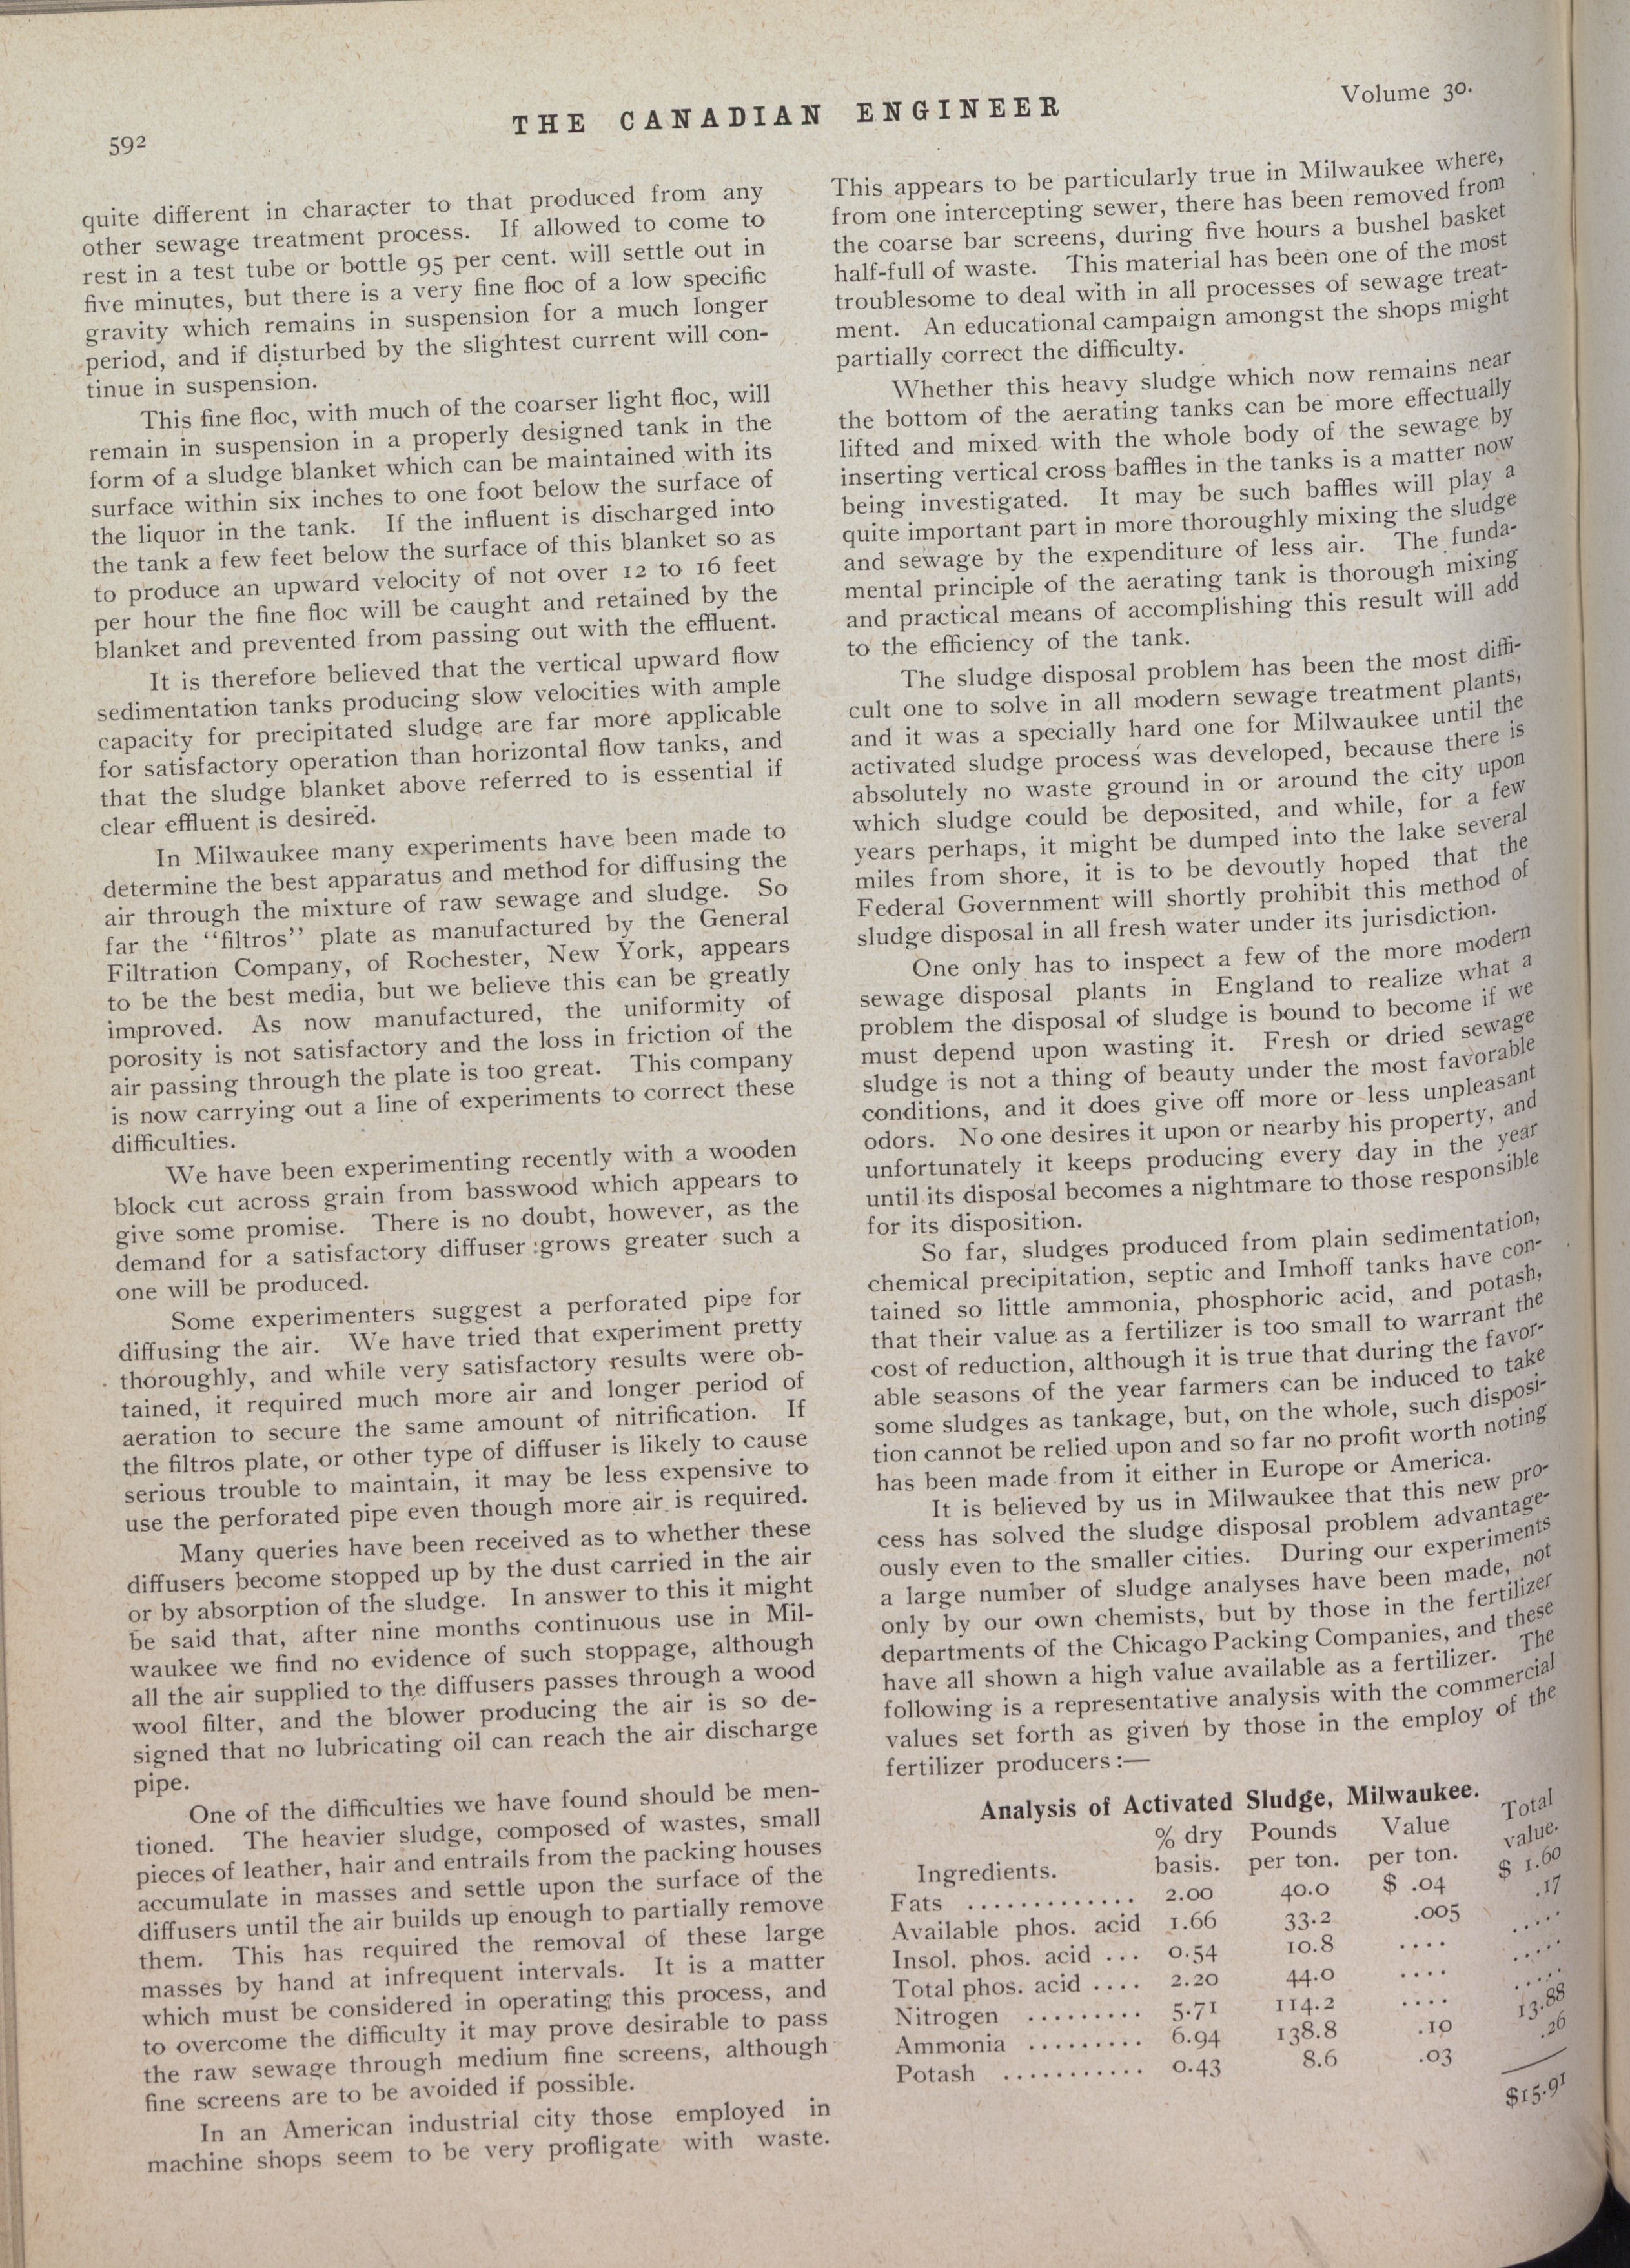 592
THE CANADIAN ENGINEER
Volume 30.
quite different in character to that produced from any
other sewage treatment process. If allowed to come to
rest in a test tube or bottle 95 per cent. will settle out in
five minutes, but there is a very fine floc of a low specific
gravity which remains in suspension for a much longer
period, and if disturbed by the slightest current will con-
tinue in suspension.
This fine floc, with much of the coarser light floc, will
remain in suspension in a properly designed tank in the
form of a sludge blanket which can be maintained with its
surface within six inches to one foot below the surface of
the liquor in the tank. If the influent is discharged into
the tank a few feet below the surface of this blanket so as
to produce an upward velocity of not over 12 to 16 feet
per hour the fine floc will be caught and retained by the
blanket and prevented from passing out with the effluent.
It is therefore believed that the vertical upward flow
sedimentation tanks producing slow velocities with ample
capacity for precipitated sludge are far more applicable
for satisfactory operation than horizontal flow tanks, and
that the sludge blanket above referred to is essential if
clear effluent is desired.
In Milwaukee many experiments have been made to
determine the best apparatus and method for diffusing the
air through the mixture of raw sewage and sludge. So
far the "filtros" plate as manufactured by the General
Filtration Company, of Rochester, New York, appears
to be the best media, but we believe this can be greatly
improved. As now manufactured, the uniformity of
porosity is not satisfactory and the loss in friction of the
air passing through the plate is too great. This company
is now carrying out a line of experiments to correct these
difficulties.
We have been experimenting recently with a wooden
block cut across grain from basswood which appears to
give some promise. There is no doubt, however, as the
demand for a satisfactory diffuser grows greater such a
one will be produced.
Some experimenters suggest a perforated pipe for
diffusing the air. We have tried that experiment pretty
thoroughly, and while very satisfactory results were ob-
tained, it required much more air and longer period of
aeration to secure the same amount of nitrification. If
the filtros plate, or other type of diffuser is likely to cause
serious trouble to maintain, it may be less expensive to
use the perforated pipe even though more air is required.
Many queries have been received as to whether these
diffusers become stopped up by the dust carried in the air
or by absorption of the sludge. In answer to this it might
be said that, after nine months continuous use in Mil-
waukee we find no evidence of such stoppage, although
all the air supplied to the diffusers passes through a wood
wool filter, and the blower producing the air is so de-
signed that no lubricating oil can reach the air discharge
pipe.
One of the difficulties we have found should be men-
tioned. The heavier sludge, composed of wastes, small
pieces of leather, hair and entrails from the packing houses
accumulate in masses and settle upon the surface of the
diffusers until the air builds up enough to partially remove
them. This has required the removal of these large
masses by hand at infrequent intervals. It is a matter
which must be considered in operating this process, and
to overcome the difficulty it may prove desirable to pass
the raw sewage through medium fine screens, although
fine screens are to be avoided if possible.
In an American industrial city those employed in
machine shops seem to be very profligate with waste.
This appears to be particularly true in Milwaukee where,
from one intercepting sewer, there has been removed from
the coarse bar screens, during five hours a bushel basket
half-full of waste. This material has been one of the most
troublesome to deal with in all processes of sewage treat-
ment. An educational campaign amongst the shops might
partially correct the difficulty.
Whether this heavy sludge which now remains near
the bottom of the aerating tanks can be more effectually
lifted and mixed with the whole body of the sewage by
inserting vertical cross baffles in the tanks is a matter now
being investigated. It may be such baffles will play a
quite important part in more thoroughly mixing the sludge
and sewage by the expenditure of less air. The funda-
mental principle of the aerating tank is thorough mixing
and practical means of accomplishing this result will add
to the efficiency of the tank.
The sludge disposal problem has been the most diffi-
cult one to solve in all modern sewage treatment plants,
and it was a specially hard one for Milwaukee until the
activated sludge process was developed, because there is
absolutely no waste ground in or around the city upon
which sludge could be deposited, and while, for a few
years perhaps, it might be dumped into the lake several
miles from shore, it is to be devoutly hoped that the
Federal Government will shortly prohibit this method of
sludge disposal in all fresh water under its jurisdiction.
One only has to inspect a few of the more modern
sewage disposal plants in England to realize what a
problem the disposal of sludge is bound to become if we
must depend upon wasting it. Fresh or dried sewage
sludge is not a thing of beauty under the most favorable
conditions, and it does give off more or less unpleasant
odors. No one desires it upon or nearby his property, and
unfortunately it keeps producing every day in the year
until its disposal becomes a nightmare to those responsible
for its disposition.
So far, sludges produced from plain sedimentation,
chemical precipitation, septic and Imhoff tanks have con-
tained so little ammonia, phosphoric acid, and potash,
that their value as a fertilizer is too small to warrant the
cost of reduction, although it is true that during the favor-
able seasons of the year farmers can be induced to take
some sludges as tankage, but, on the whole, such disposi-
tion cannot be relied upon and so far no profit worth noting
has been made from it either in Europe or America.
It is believed by us in Milwaukee that this new pro-
cess has solved the sludge disposal problem advantage-
ously even to the smaller cities. During our experiments
a large number of sludge analyses have been made, not
only by our own chemists, but by those in the fertilizer
departments of the Chicago Packing Companies, and these
have all shown a high value available as a fertilizer. The
following is a representative analysis with the commercial
values set forth as given by those in the employ of the
fertilizer producers:—
Analysis of Activated Sludge, Milwaukee.
% dry Pounds Value Total
Ingredients. basis. per ton. per ton. value.
Fats ............ 2.00 40.0 $ .04 $ 1.60
Available phos. acid 1.66 33.2 .005 .17
Insol. phos. acid ... 0.54 10.8 .... .....
Total phos. acid .... 2.20 44.0 .... .....
Nitrogen ......... 5.71 114.2 .... .....
Ammonia ......... 6.94 138.8 .10 13.88
Potash ........... 0.43 8.6 .03 .26
$15.91